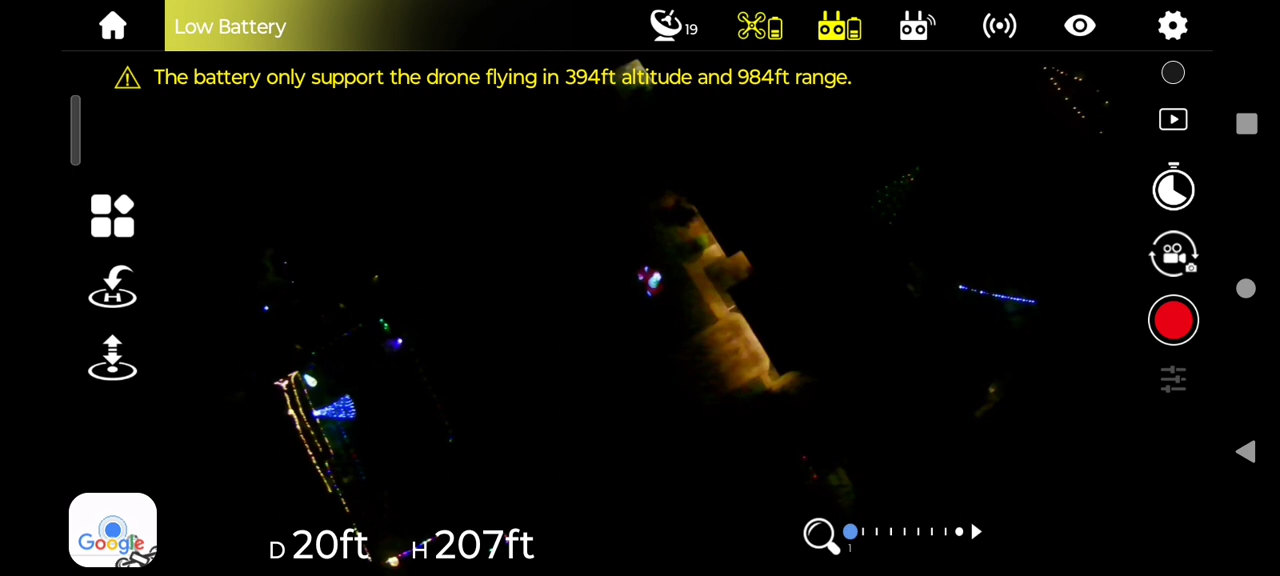 Low Battery
19
The battery only support the drone flying in 394ft altitude and 984ft range.
H
H
Google
D 20ft H 207ft
1